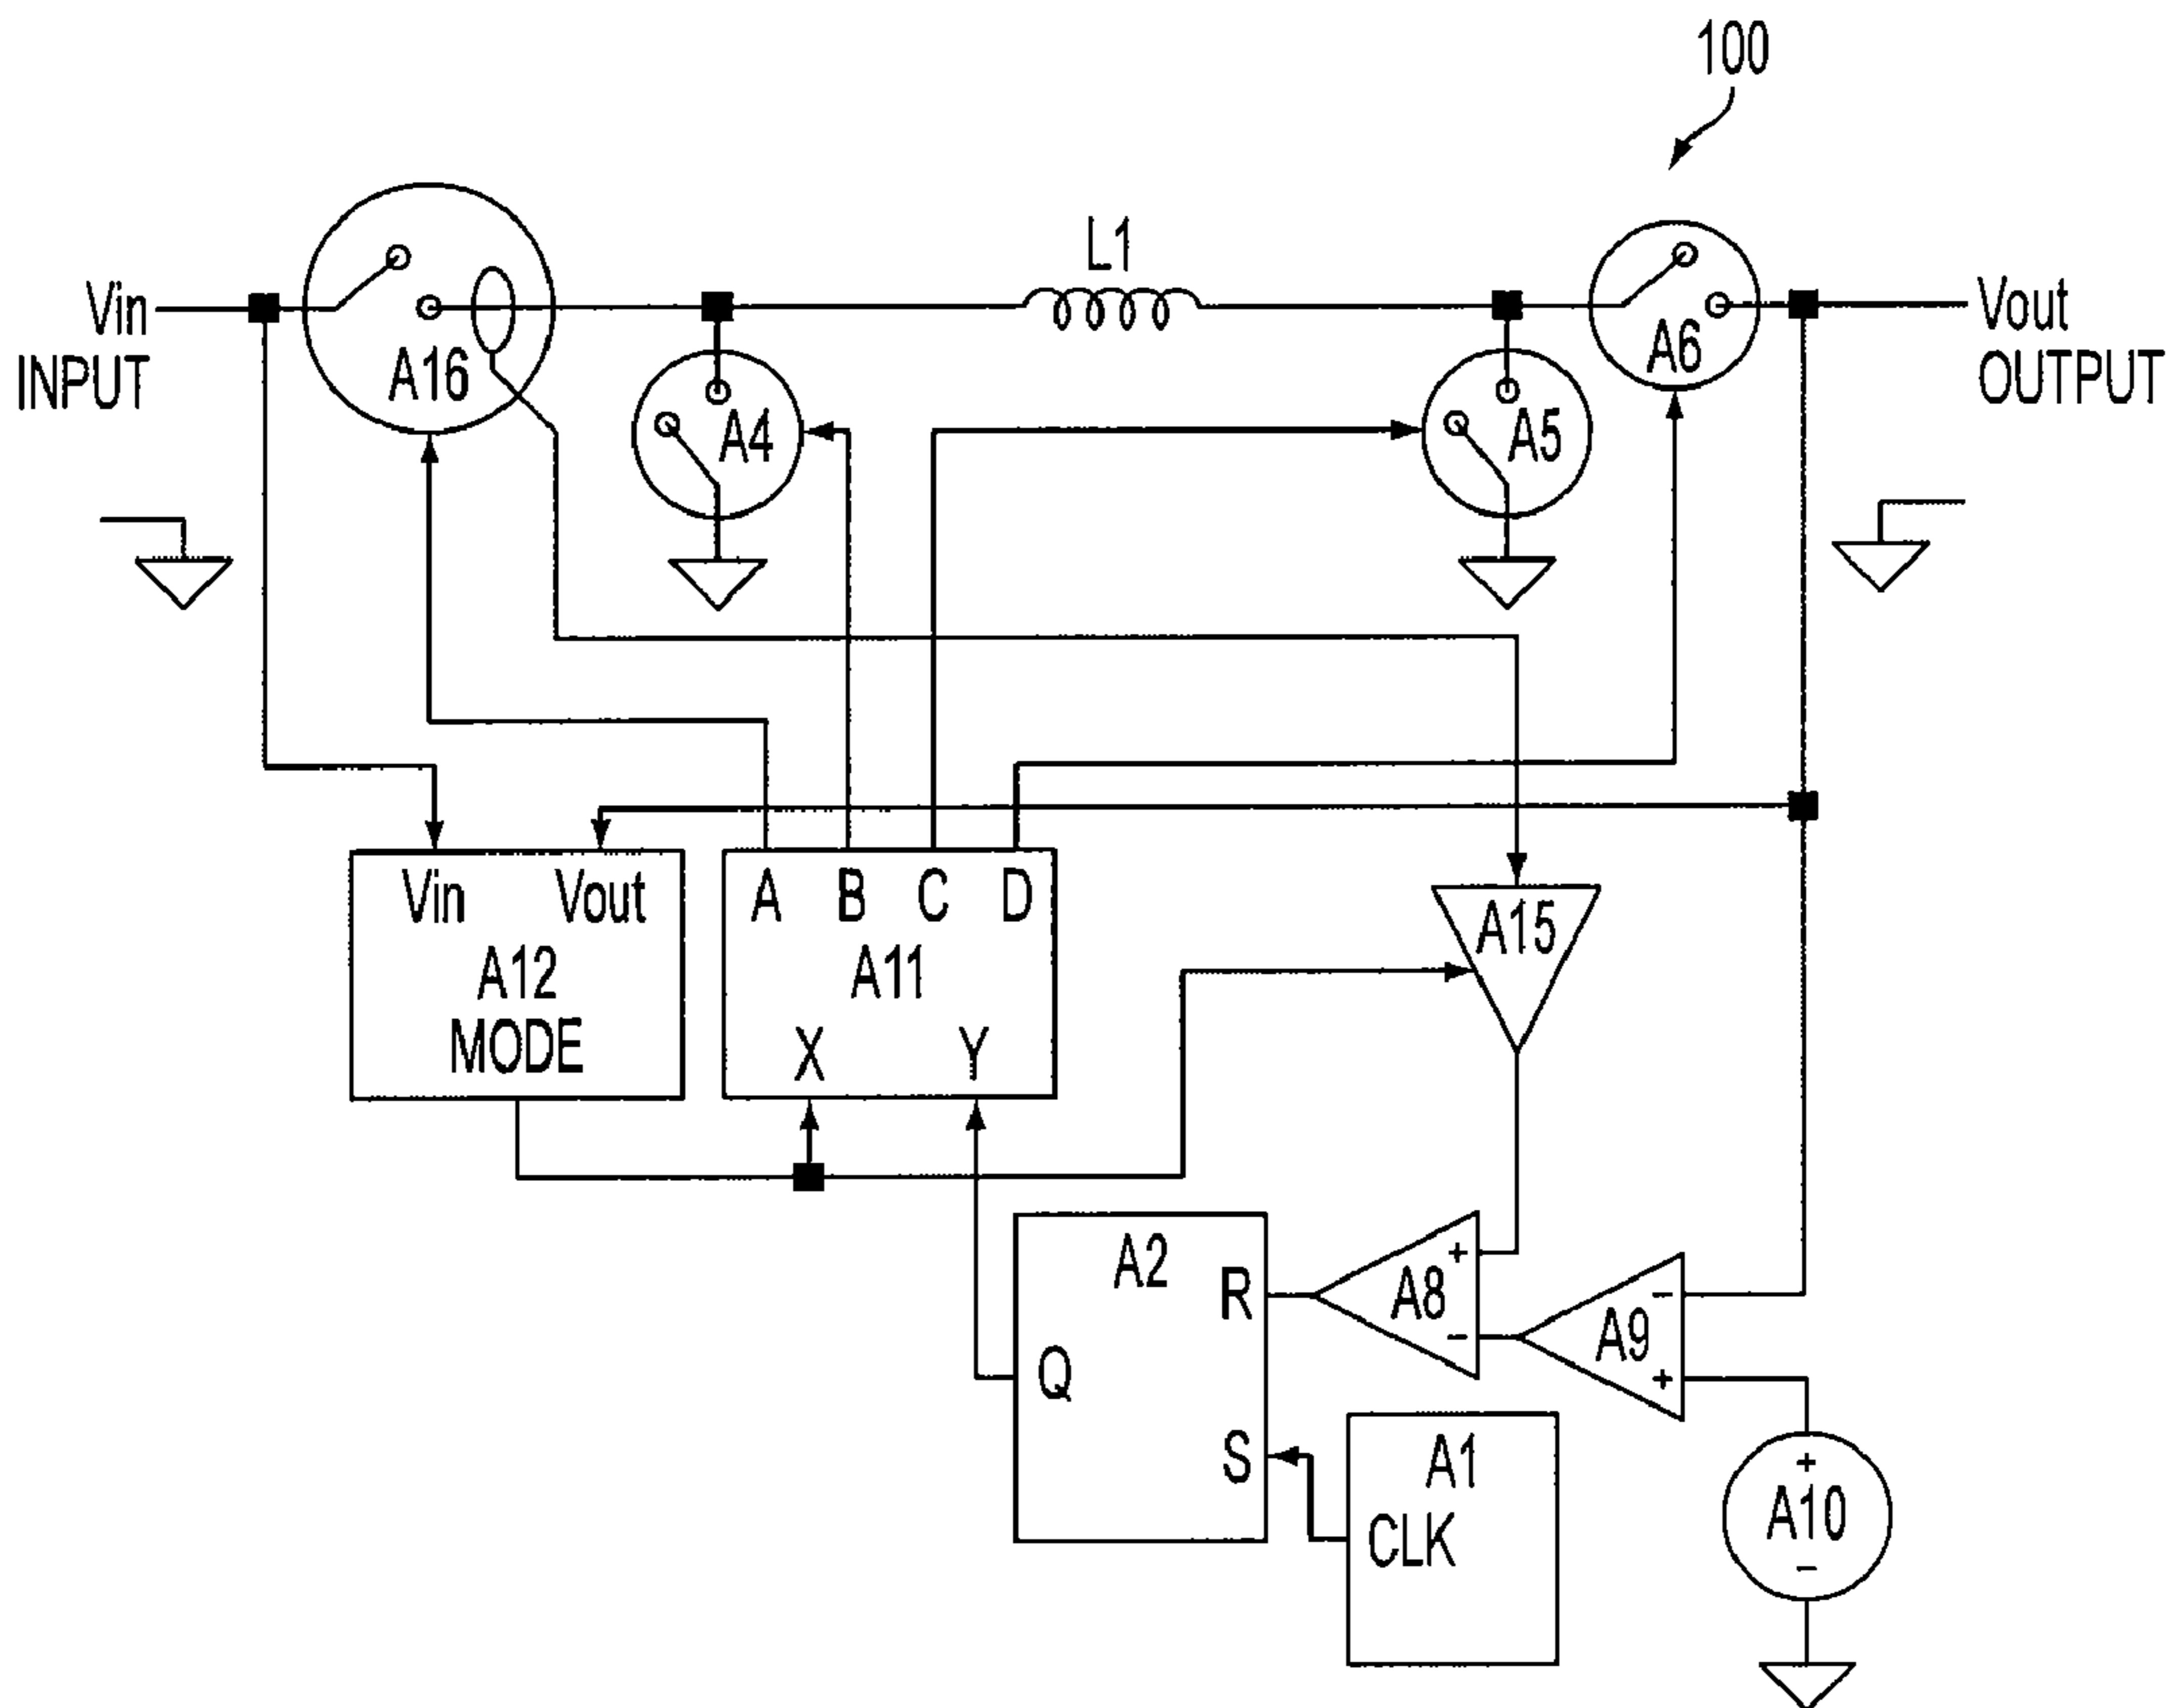 100
L1
Vin
INPUT
A16
A4
A5
A6
Vout
OUTPUT
Vin Vout
A12
MODE
A B C D
A11
X Y
A15
A2
R
Q
S
+
A8
-
-
A9
+
A1
CLK
+
A10
-